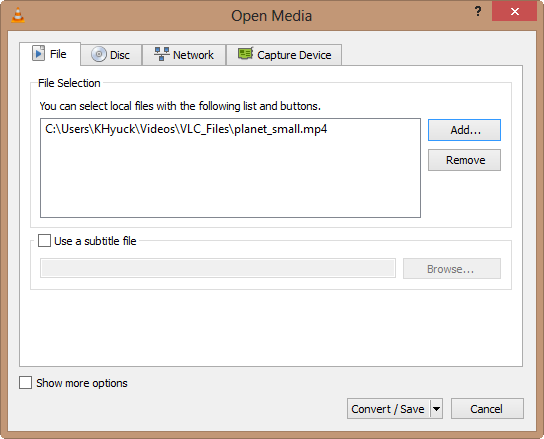 Open Media
?
File Disc Network Capture Device
File Selection
You can select local files with the following list and buttons.
C:\Users\KHyuck\Videos\VLC_Files\planet_small.mp4
Add...
Remove
Use a subtitle file
Browse...
Show more options
Convert / Save Cancel